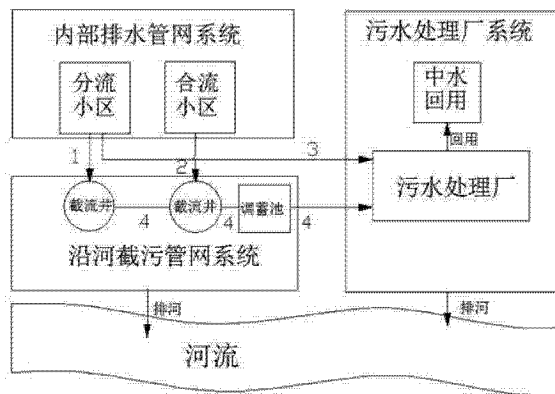 内部排水管网系统
污水处理厂系统
分流
小区
合流
小区
中水
回用
回用
1
2
3
污水处理厂
截流井
4
截流井
4
调蓄池
4
沿河截污管网系统
排河
排河
河流